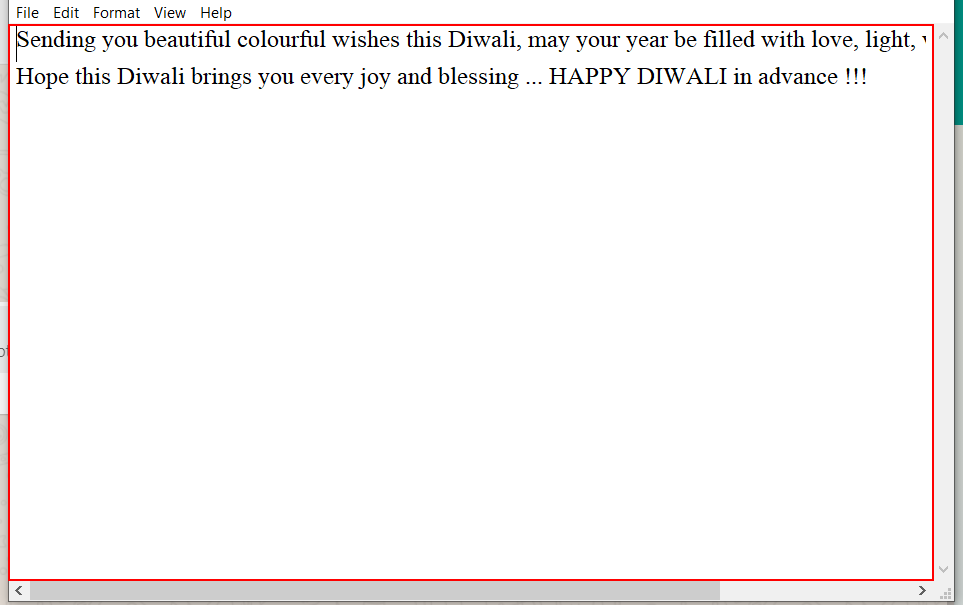 File Edit Format View Help
Sending you beautiful colourful wishes this Diwali, may your year be filled with love, light,
Hope this Diwali brings you every joy and blessing ... HAPPY DIWALI in advance !!!